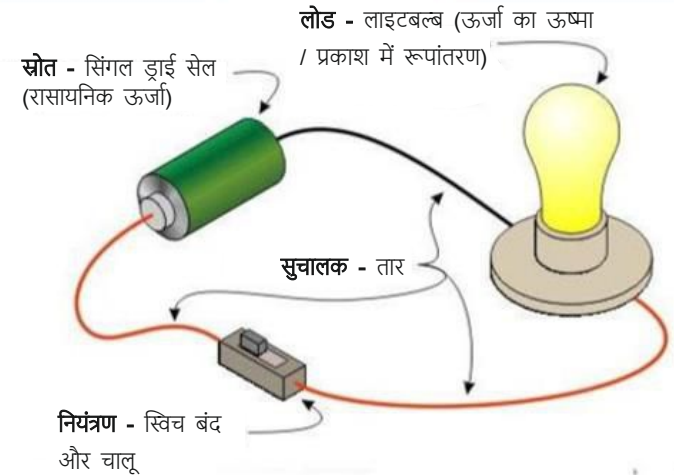 लोड - लाइटबल्ब (ऊर्जा का ऊष्मा
/ प्रकाश में रूपांतरण)
स्रोत - सिंगल ड्राई सेल
(रासायनिक ऊर्जा)
सुचालक - तार
नियंत्रण - स्विच बंद
और चालू